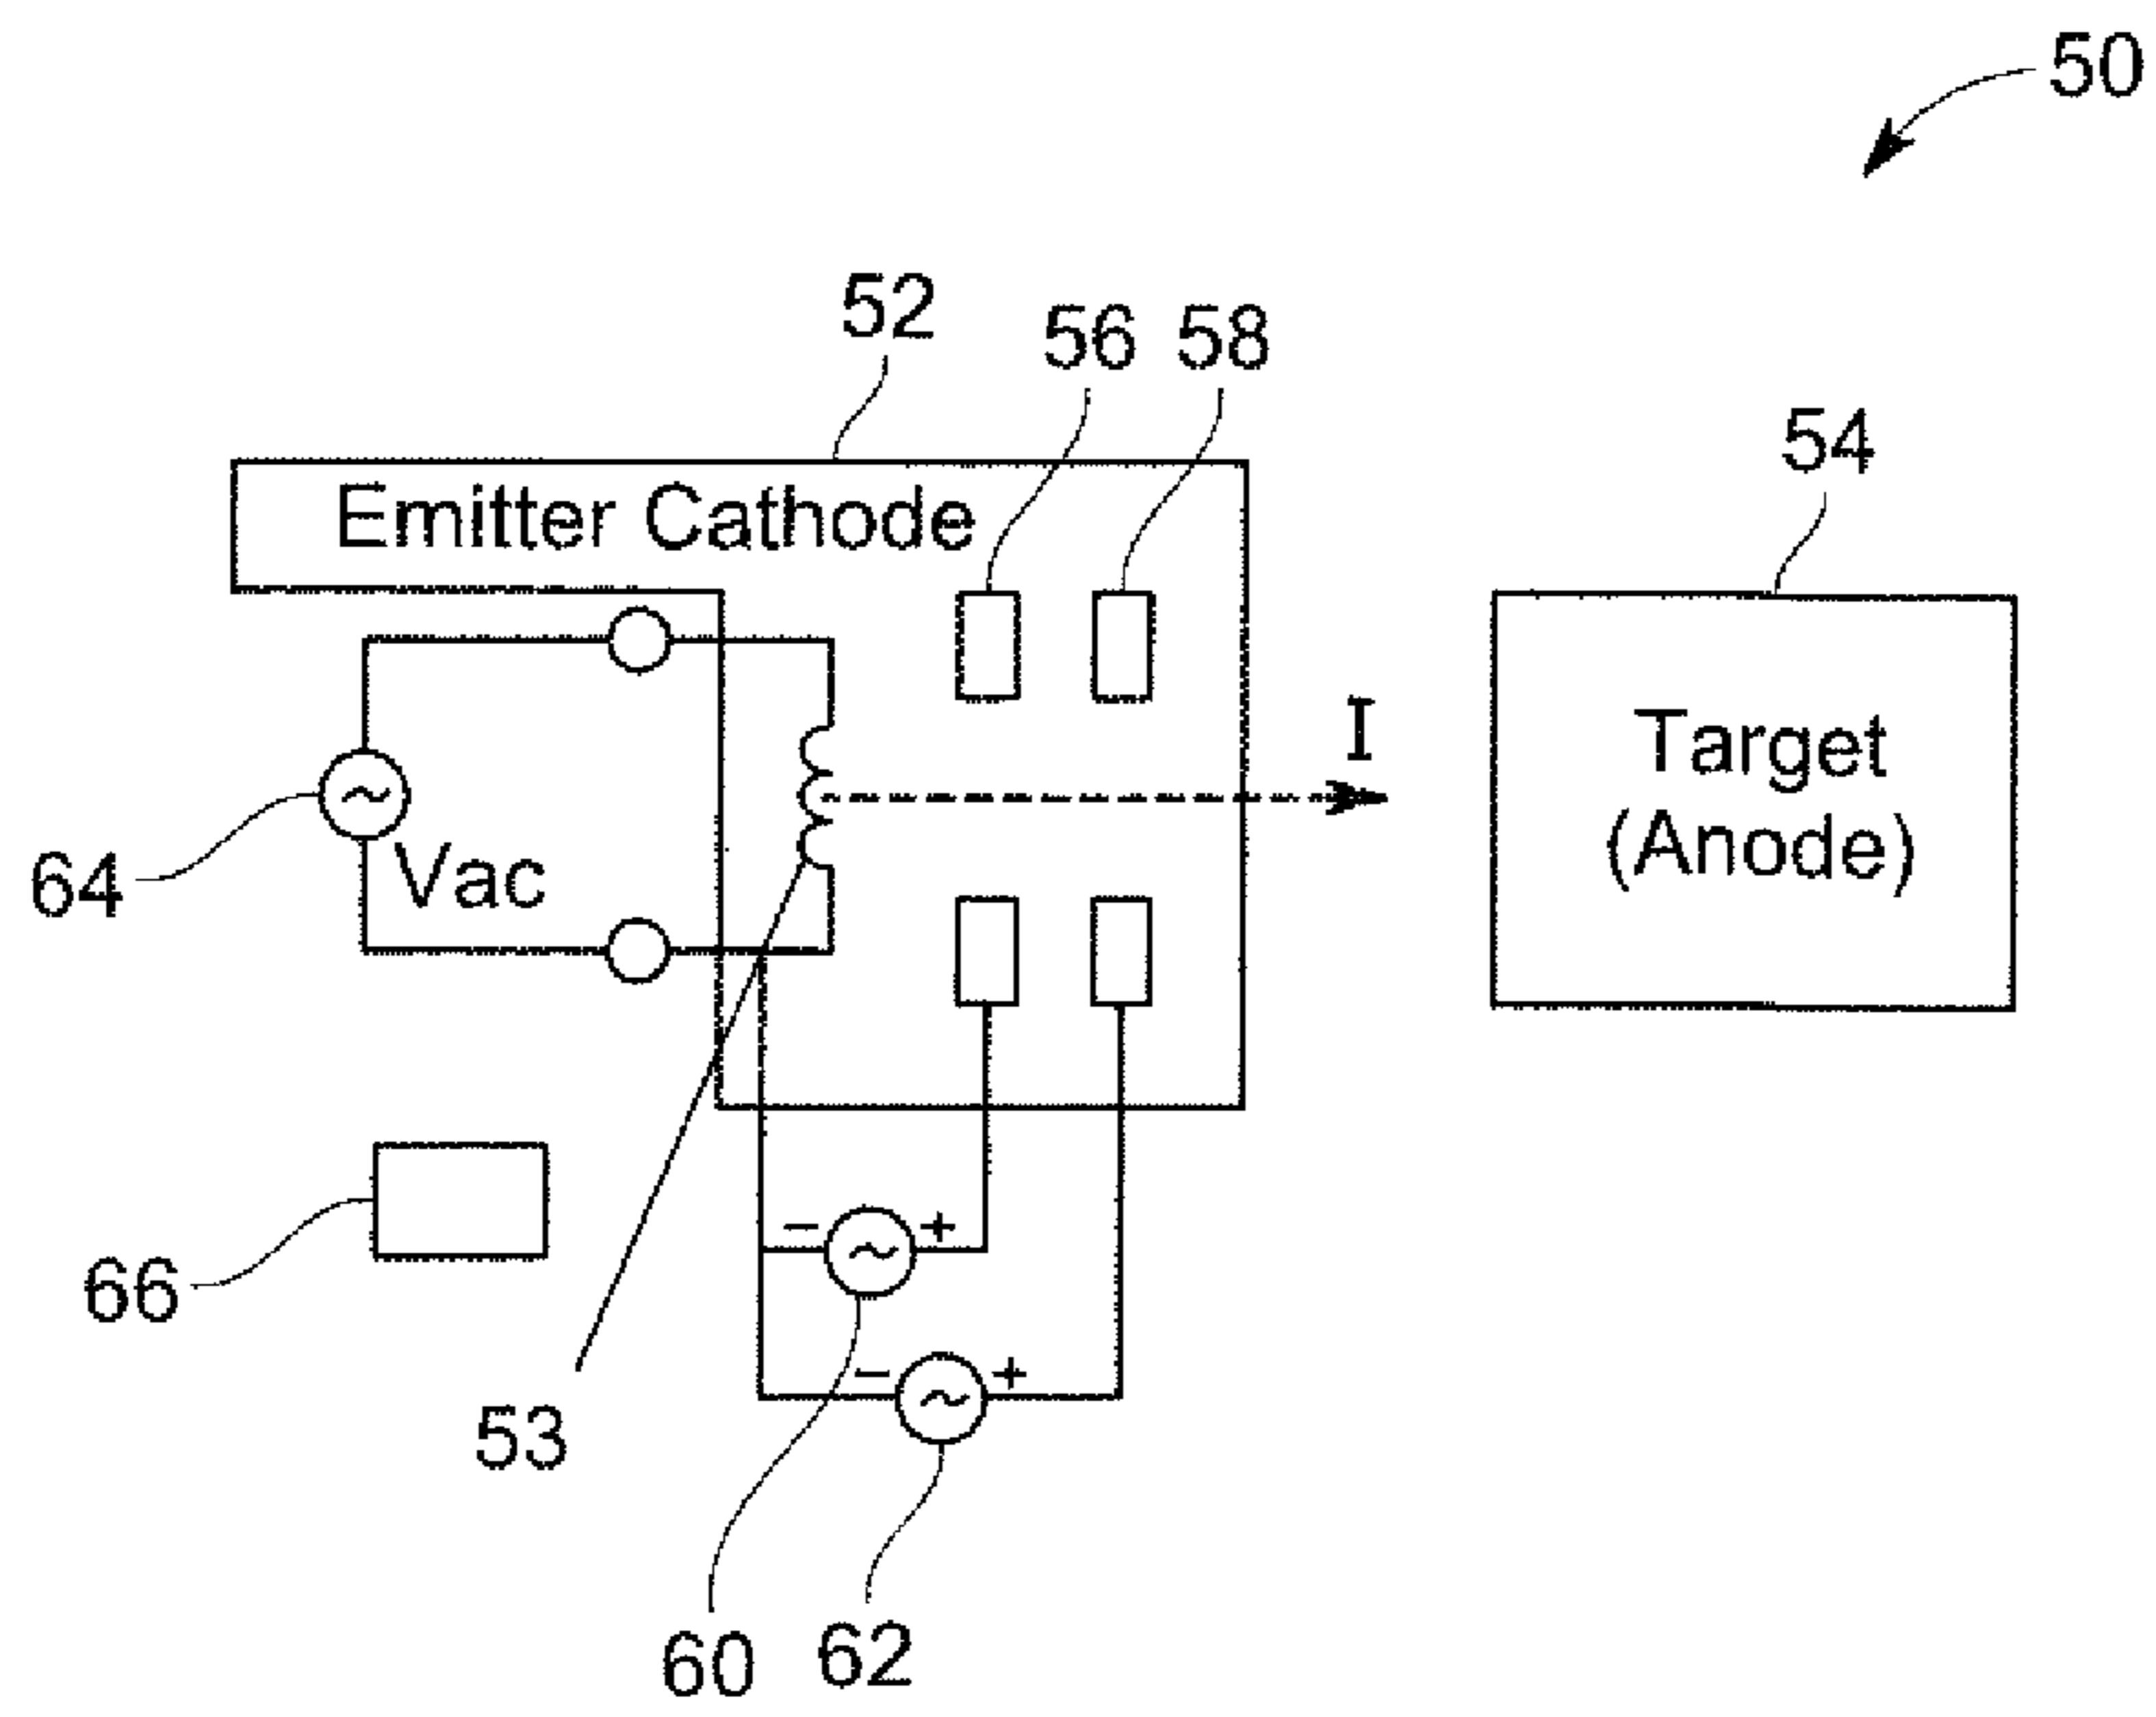 50
52
56
58
54
Emitter Cathode
I
Target
(Anode)
64
Vac
66
- +
53
- +
60
62